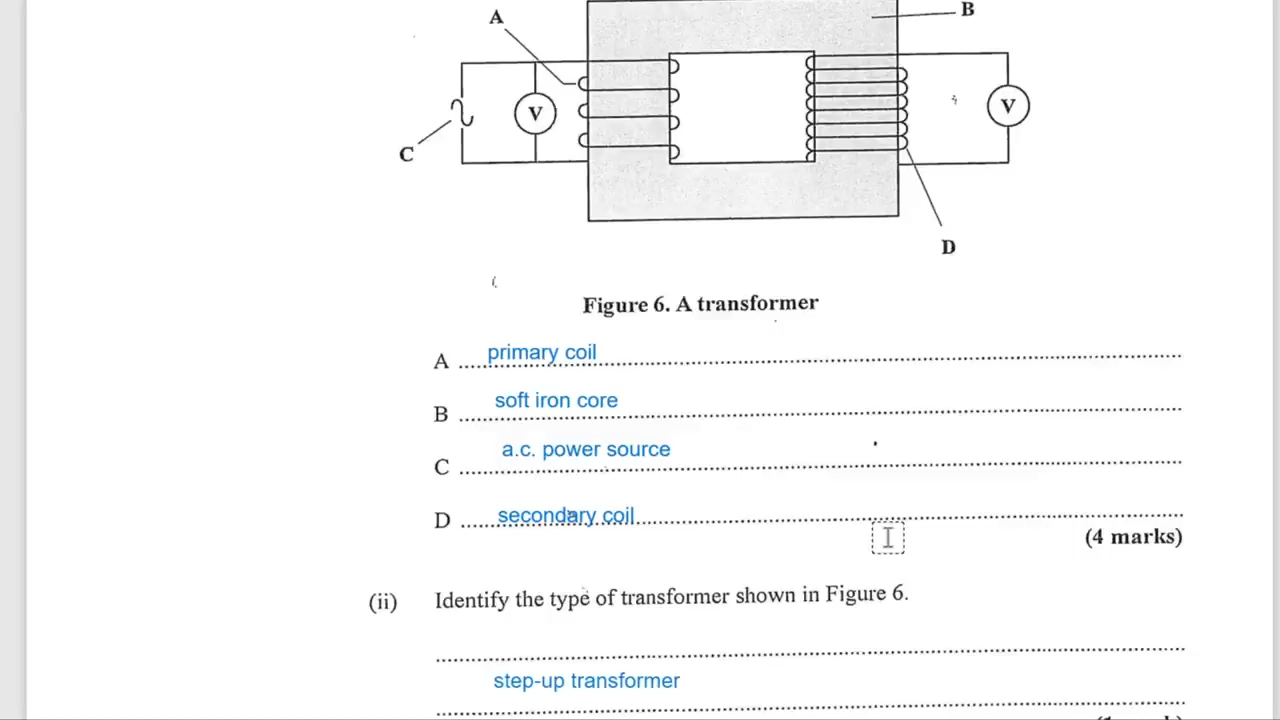 A
B
V
V
C
D
Figure 6. A transformer
A primary coil
B soft iron core
C a.c. power source
D secondary coil
(4 marks)
(ii) Identify the type of transformer shown in Figure 6.
step-up transformer